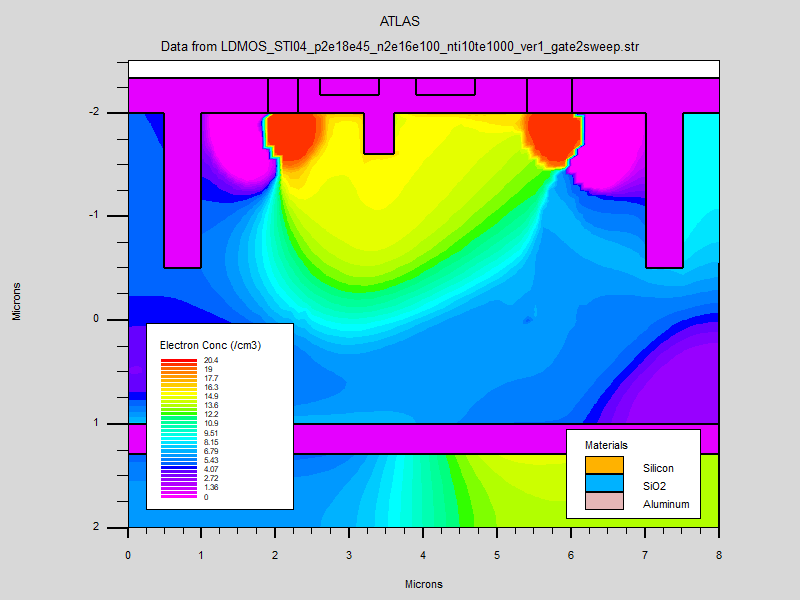 ATLAS
Data from LDMOS_STI04_p2e18e45_n2e16e100_nti10te1000_ver1_gate2sweep.str
-2
-1
0
1
2
Microns
Electron Conc (/cm3)
20.4
19
17.7
16.3
14.9
13.6
12.2
10.9
9.51
8.15
6.79
5.43
4.07
2.72
1.36
0
Materials
Silicon
SiO2
Aluminum
0 1 2 3 4 5 6 7 8
Microns